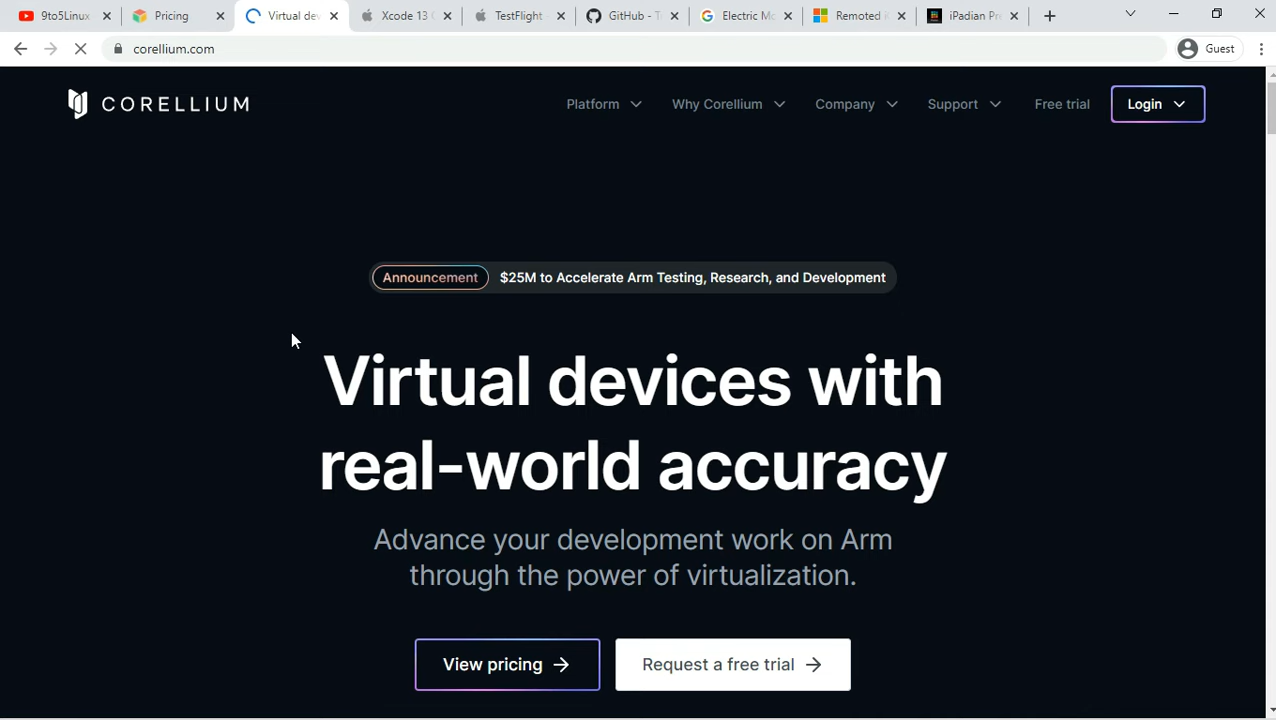 9to5Linux
Pricing
Virtual de
Xcode 13
TestFlight
GitHub - T
Electric Mo
Remoted
iPadian Pr
corellium.com
Guest
CORELLIUM
Platform
Why Corellium
Company
Support
Free trial
Login
Announcement
$25M to Accelerate Arm Testing, Research, and Development
Virtual devices with
real-world accuracy
Advance your development work on Arm
through the power of virtualization.
View pricing →
Request a free trial →